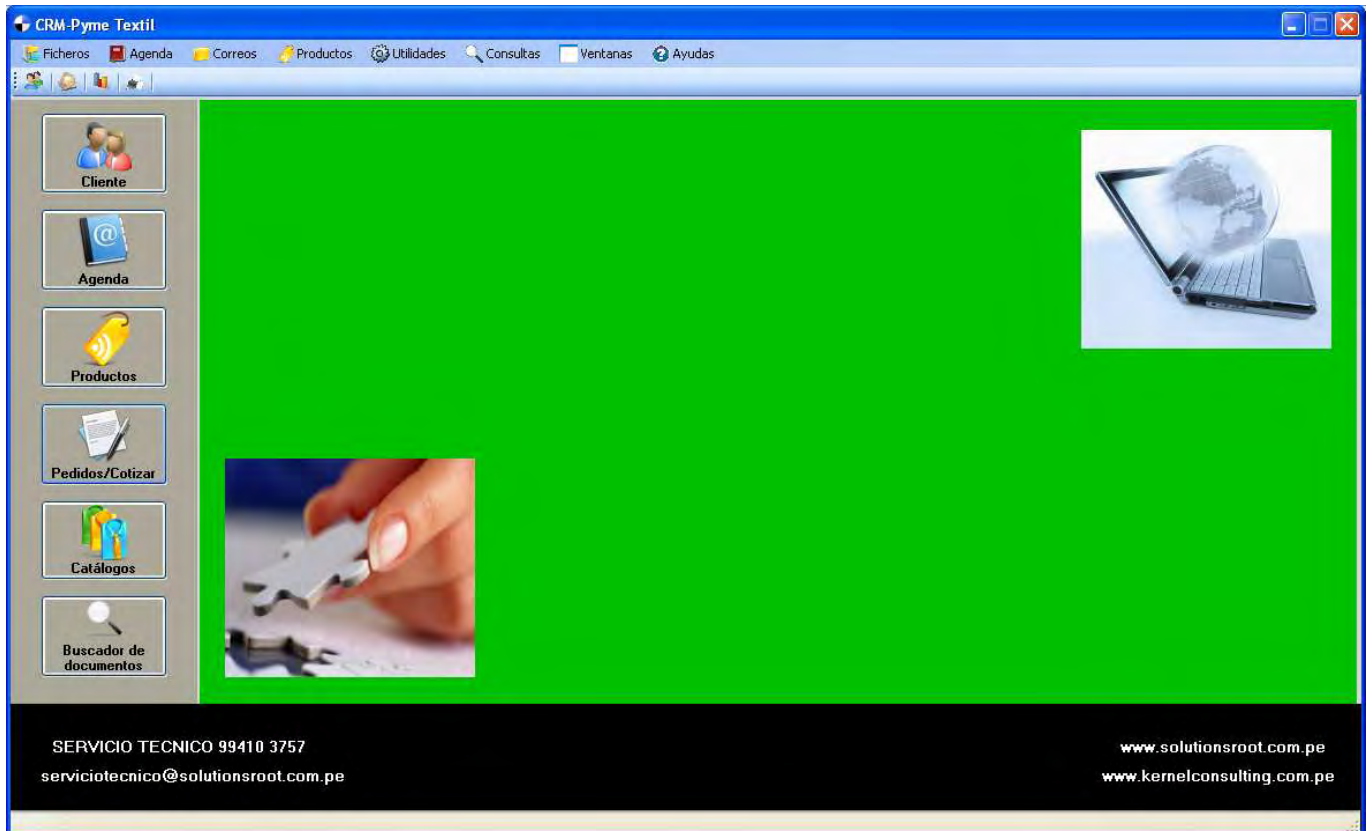 CRM-Pyme Textil
Ficheros Agenda Correos Productos Utilidades Consultas Ventanas Ayudas
Cliente
Agenda
Productos
Pedidos/Cotizar
Catálogos
Buscador de
documentos
SERVICIO TECNICO 99410 3757
serviciotecnico@solutionsroot.com.pe
www.solutionsroot.com.pe
www.kernelconsulting.com.pe